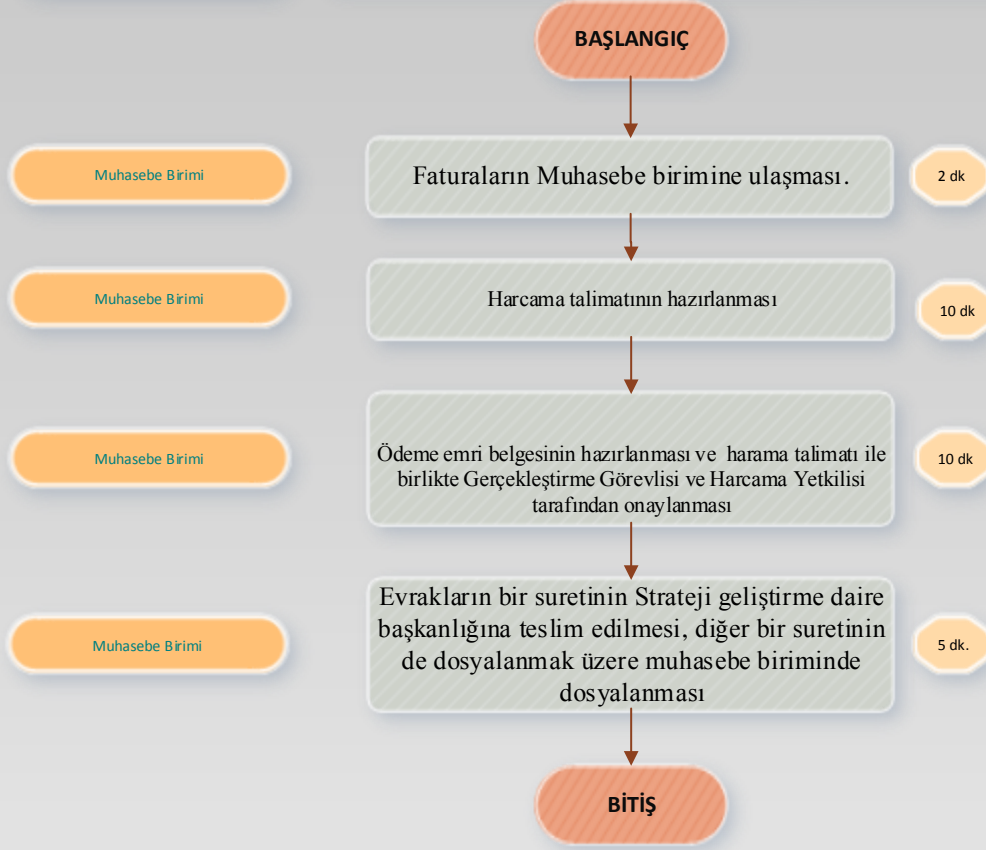 BAŞLANGIÇ
Muhasebe Birimi
Faturaların Muhasebe birimine ulaşması.
2 dk
Muhasebe Birimi
Harcama talimatının hazırlanması
10 dk
Muhasebe Birimi
Ödeme emri belgesinin hazırlanması ve harama talimatı ile
birlikte Gerçekleştirme Görevlisi ve Harcama Yetkilisi
tarafından onaylanması
10 dk
Muhasebe Birimi
Evrakların bir suretinin Strateji geliştirme daire
başkanlığına teslim edilmesi, diğer bir suretinin
de dosyalanmak üzere muhasebe biriminde
dosyalanması
5 dk.
BİTİŞ